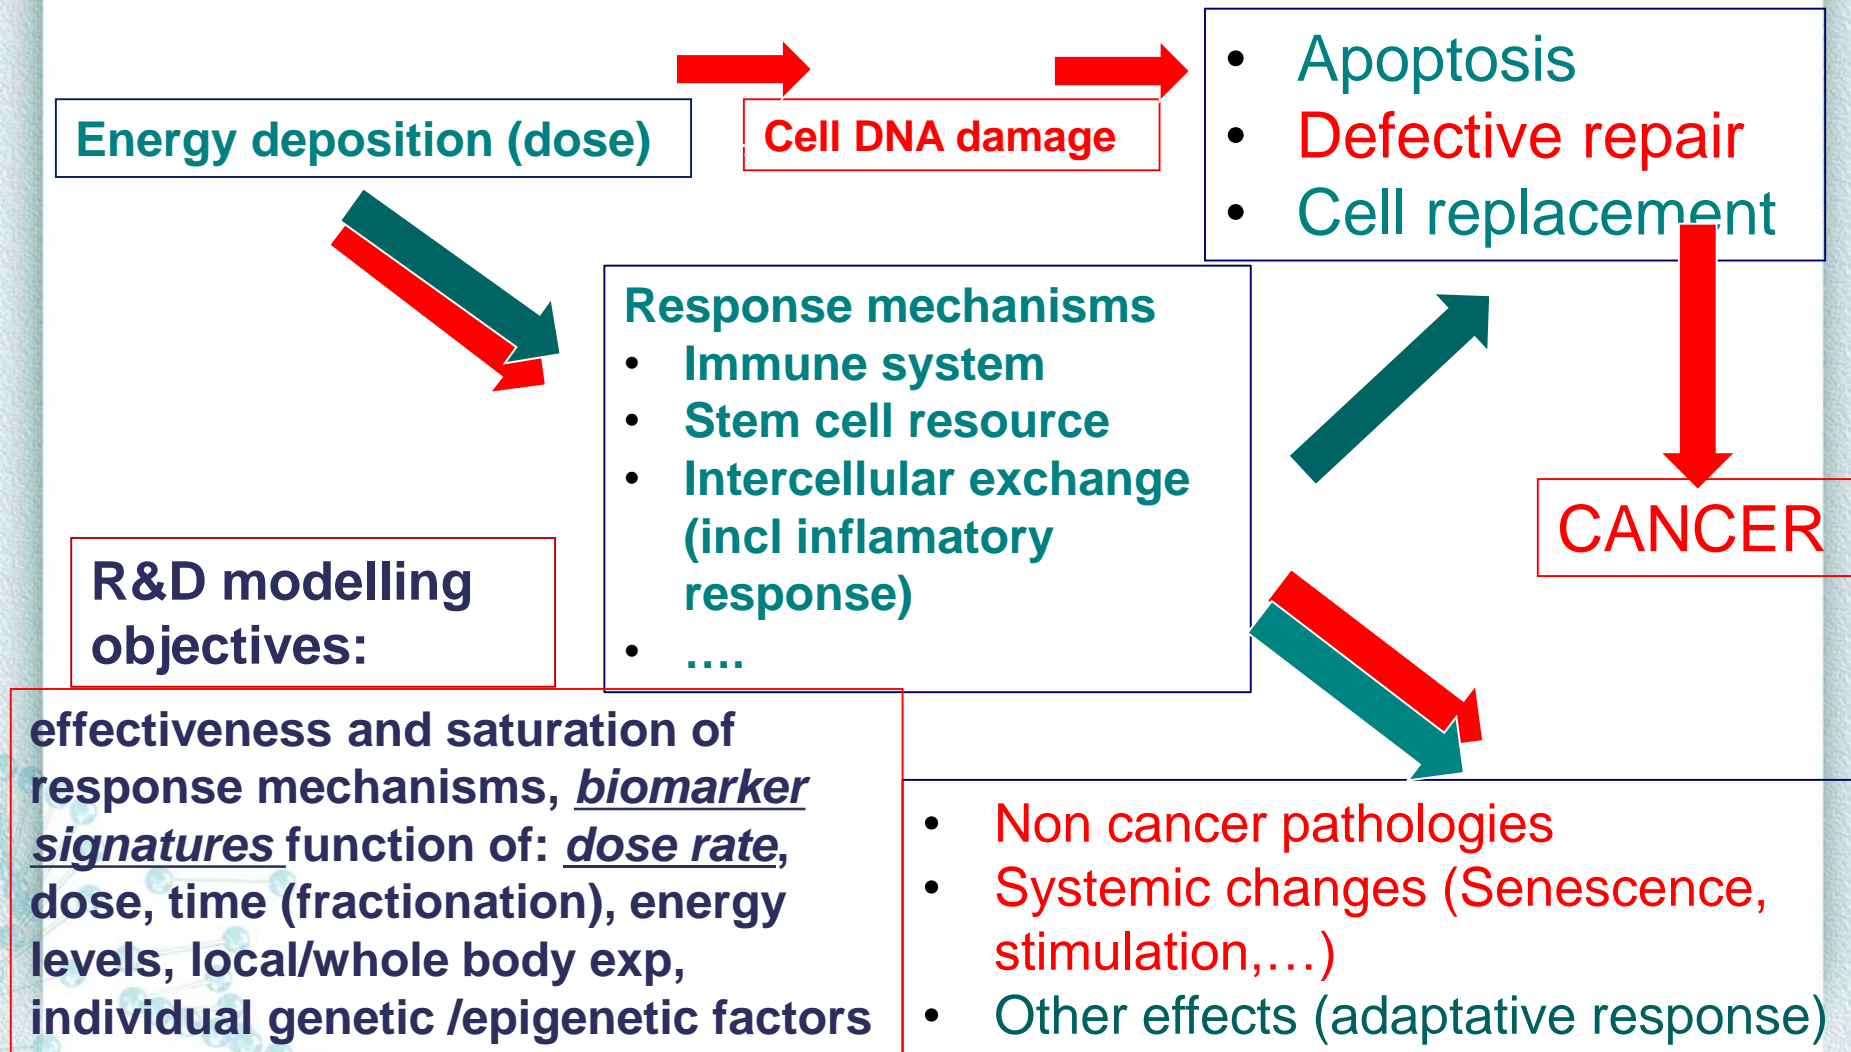 Energy deposition (dose)
Cell DNA damage
• Apoptosis
• Defective repair
• Cell replacement
Response mechanisms
• Immune system
• Stem cell resource
• Intercellular exchange
(incl inflamatory
response)
• ....
CANCER
R&D modelling
objectives:
effectiveness and saturation of
response mechanisms, biomarker
signatures function of: dose rate,
dose, time (fractionation), energy
levels, local/whole body exp,
individual genetic /epigenetic factors
• Non cancer pathologies
• Systemic changes (Senescence,
stimulation,…)
• Other effects (adaptative response)